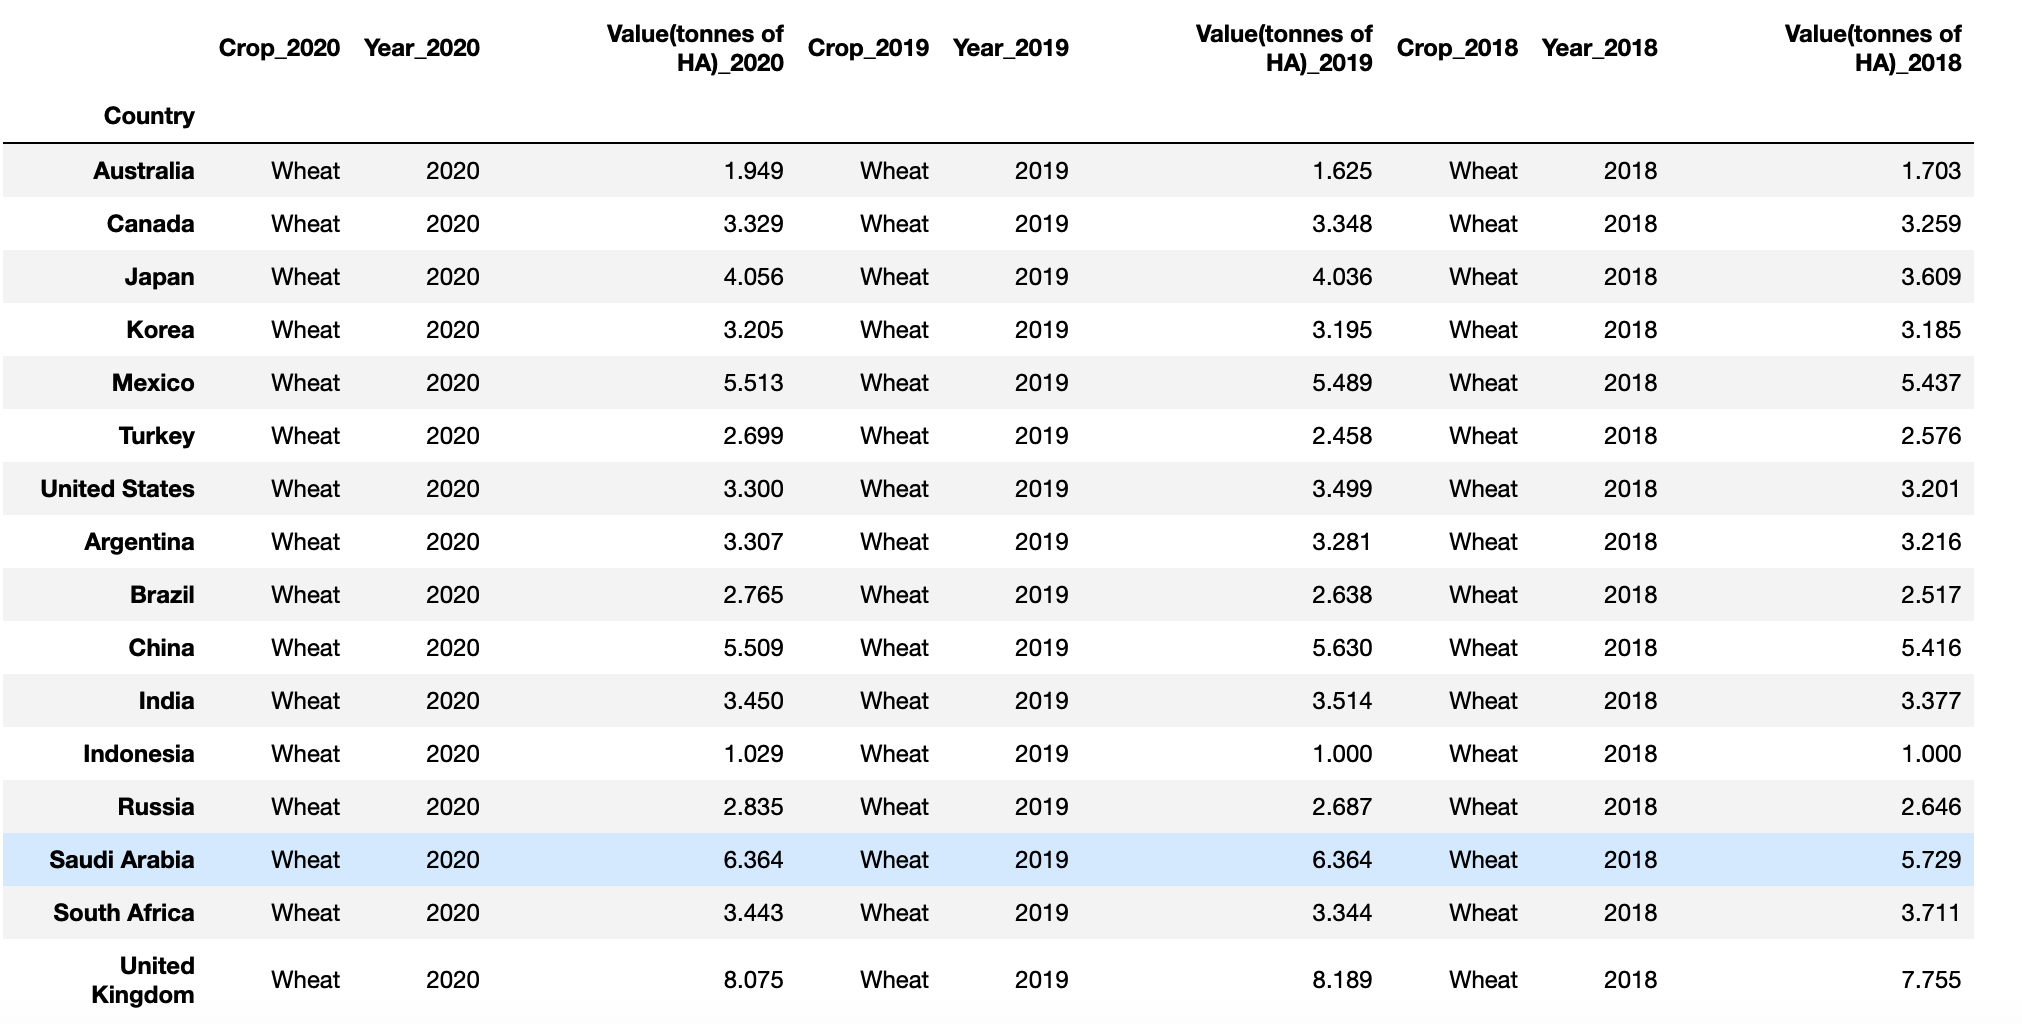 Crop_2020 Year_2020 Value(tonnes of HA)_2020 Crop_2019 Year_2019 Value(tonnes of HA)_2019 Crop_2018 Year_2018 Value(tonnes of HA)_2018
Country
Australia Wheat 2020 1.949 Wheat 2019 1.625 Wheat 2018 1.703
Canada Wheat 2020 3.329 Wheat 2019 3.348 Wheat 2018 3.259
Japan Wheat 2020 4.056 Wheat 2019 4.036 Wheat 2018 3.609
Korea Wheat 2020 3.205 Wheat 2019 3.195 Wheat 2018 3.185
Mexico Wheat 2020 5.513 Wheat 2019 5.489 Wheat 2018 5.437
Turkey Wheat 2020 2.699 Wheat 2019 2.458 Wheat 2018 2.576
United States Wheat 2020 3.300 Wheat 2019 3.499 Wheat 2018 3.201
Argentina Wheat 2020 3.307 Wheat 2019 3.281 Wheat 2018 3.216
Brazil Wheat 2020 2.765 Wheat 2019 2.638 Wheat 2018 2.517
China Wheat 2020 5.509 Wheat 2019 5.630 Wheat 2018 5.416
India Wheat 2020 3.450 Wheat 2019 3.514 Wheat 2018 3.377
Indonesia Wheat 2020 1.029 Wheat 2019 1.000 Wheat 2018 1.000
Russia Wheat 2020 2.835 Wheat 2019 2.687 Wheat 2018 2.646
Saudi Arabia Wheat 2020 6.364 Wheat 2019 6.364 Wheat 2018 5.729
South Africa Wheat 2020 3.443 Wheat 2019 3.344 Wheat 2018 3.711
United Kingdom Wheat 2020 8.075 Wheat 2019 8.189 Wheat 2018 7.755